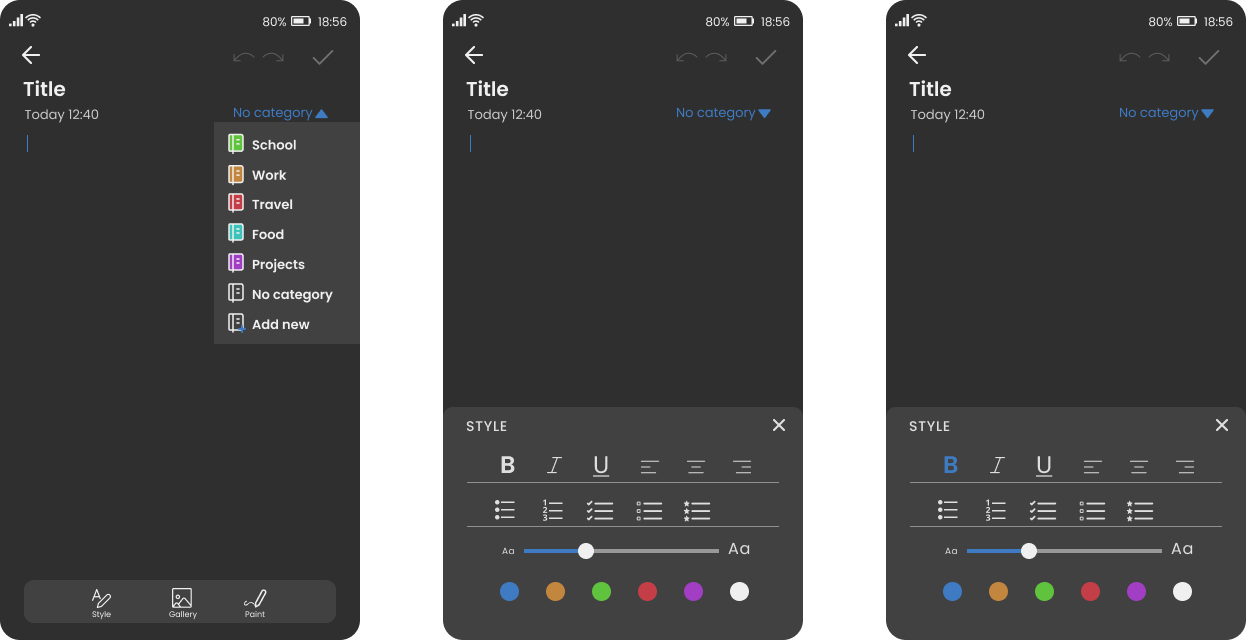 80% 18:56
Title
Today 12:40
No category
School
Work
Travel
Food
Projects
No category
Add new
Style
Gallery
Paint
80% 18:56
Title
Today 12:40
No category
STYLE
B I U
1
2
3
Aa Aa
80% 18:56
Title
Today 12:40
No category
STYLE
B I U
1
2
3
Aa Aa